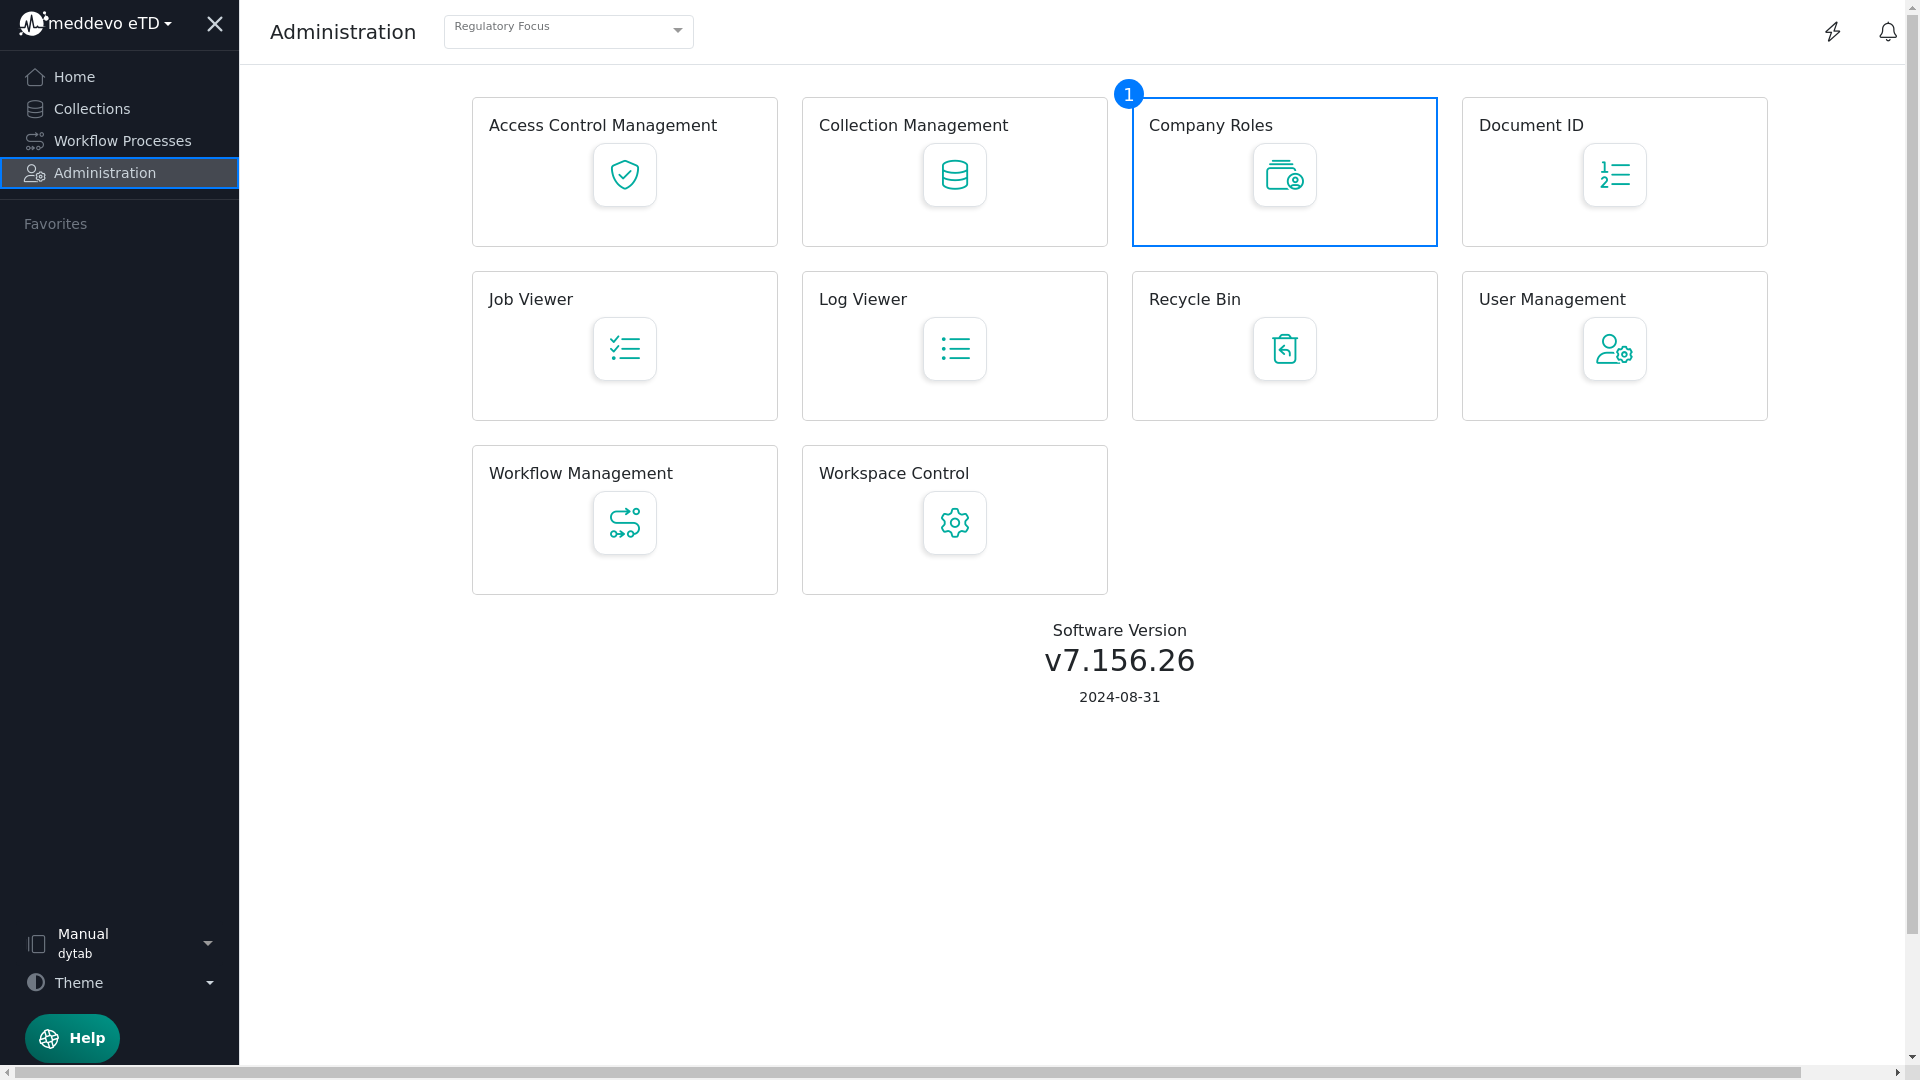 meddevo eTD
Home
Collections
Workflow Processes
Administration
Favorites
Manual
dytab
Theme
Help
Administration
Regulatory Focus
1
Access Control Management
Collection Management
Company Roles
Document ID
1
2
Job Viewer
Log Viewer
Recycle Bin
User Management
Workflow Management
Workspace Control
Software Version
v7.156.26
2024-08-31